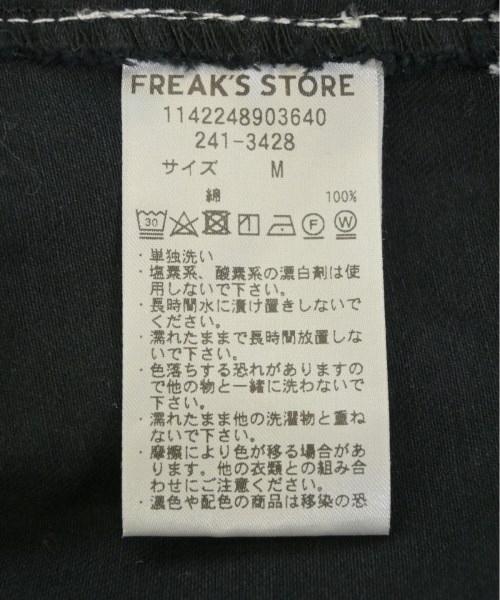 FREAK'S STORE
1142248903640
241-3428
サイズ M
綿 100%
30 F W
・単独洗い
・塩素系、酸素系の漂白剤は使
用しないで下さい。
・長時間水に漬け置きしないで
ください。
・濡れたままで長時間放置しな
いで下さい。
・色落ちする恐れがありますの
で他の物と一緒に洗わないで
下さい。
・濡れたまま他の洗濯物と重ね
ないで下さい。
・摩擦により色が移る場合があ
ります。他の衣類との組み合
わせにご注意ください。
・濃色や配色の商品は移染の恐